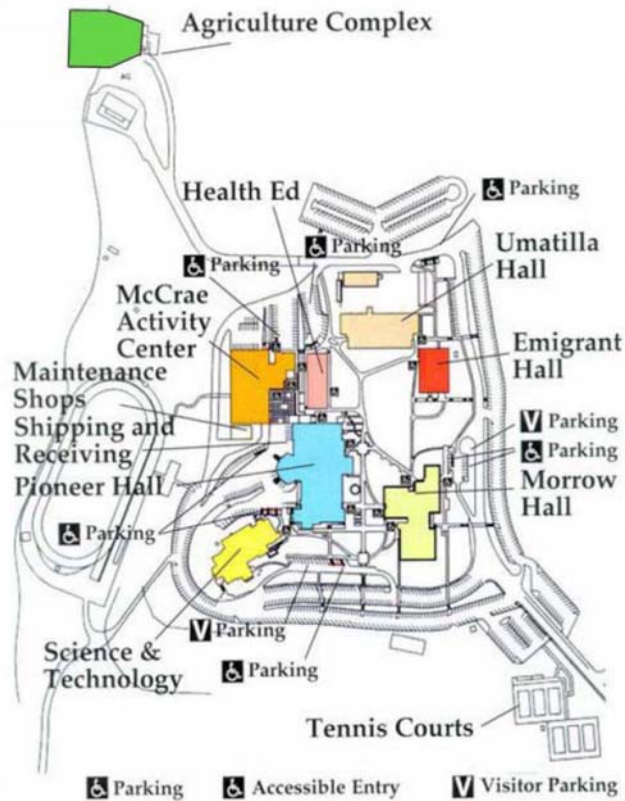 Agriculture Complex
Health Ed
Parking
Parking
Parking
Umatilla
Hall
McCrae
Activity
Center
Emigrant
Hall
Maintenance
Shops
Shipping and
Receiving
V Parking
Parking
Pioneer Hall
Morrow
Hall
Parking
V Parking
Science &
Technology
Parking
Tennis Courts
Parking
Accessible Entry
V Visitor Parking